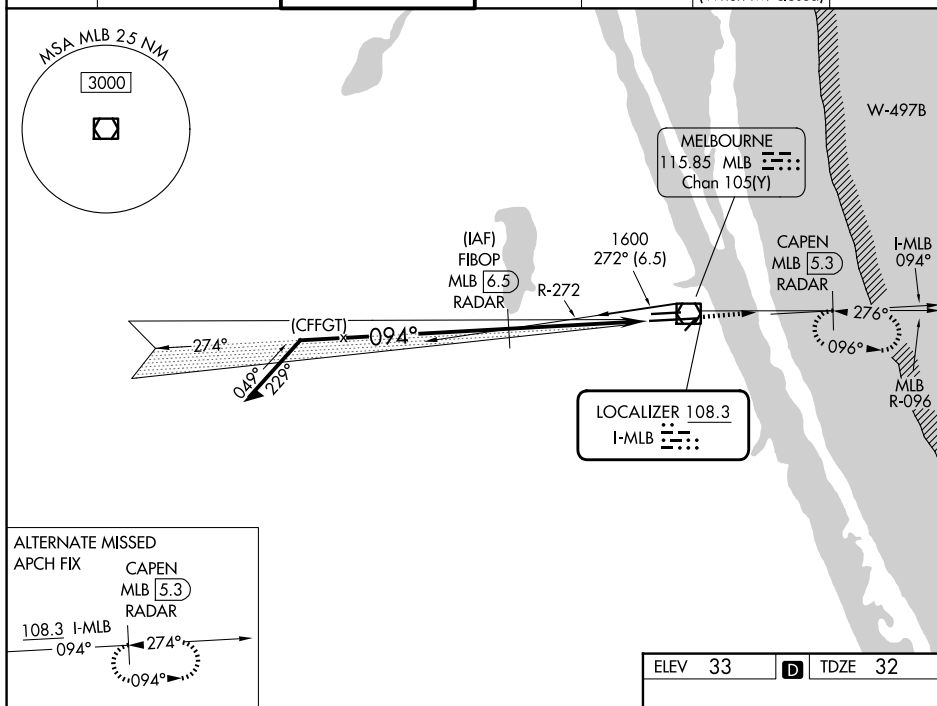 MSA MLB 25 NM
3000
W-497B
MELBOURNE
115.85 MLB
Chan 105(Y)
(IAF)
FIBOP
MLB 6.5
RADAR
R-272
1600
272° (6.5)
CAPEN
MLB 5.3
RADAR
I-MLB
094°
276°
096°
MLB
R-096
(CFFGT)
094°
274°
049°
229°
LOCALIZER 108.3
I-MLB
ALTERNATE MISSED
APCH FIX
CAPEN
MLB 5.3
RADAR
108.3 I-MLB
094°
274°
094°
ELEV 33 D TDZE 32